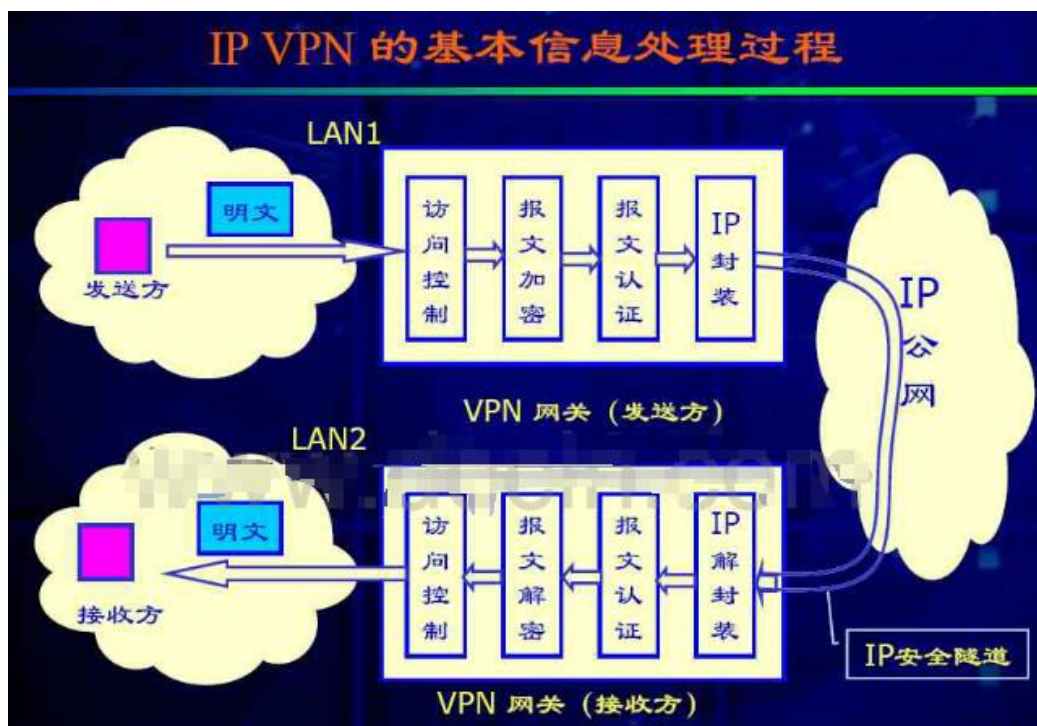 IP VPN 的基本信息处理过程
LAN1
明文
发送方
访问控制
报文加密
报文认证
IP封装
IP公网
VPN 网关 (发送方)
LAN2
明文
接收方
访问控制
报文解密
报文认证
IP解封装
IP安全隧道
VPN 网关 (接收方)